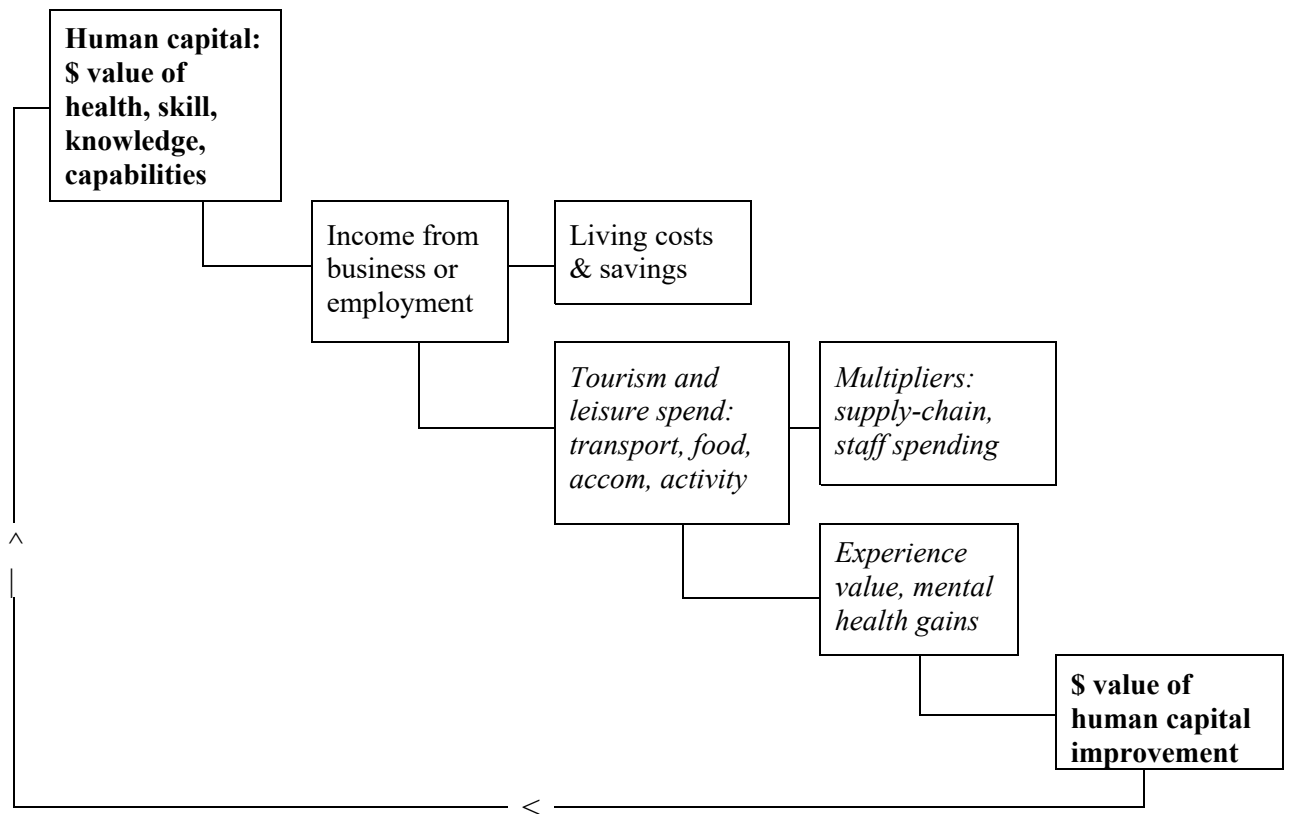 Human capital:
$ value of
health, skill,
knowledge,
capabilities
Income from
business or
employment
Living costs
& savings
Tourism and
leisure spend:
transport, food,
accom, activity
Multipliers:
supply-chain,
staff spending
Experience
value, mental
health gains
$ value of
human capital
improvement
^
|
<